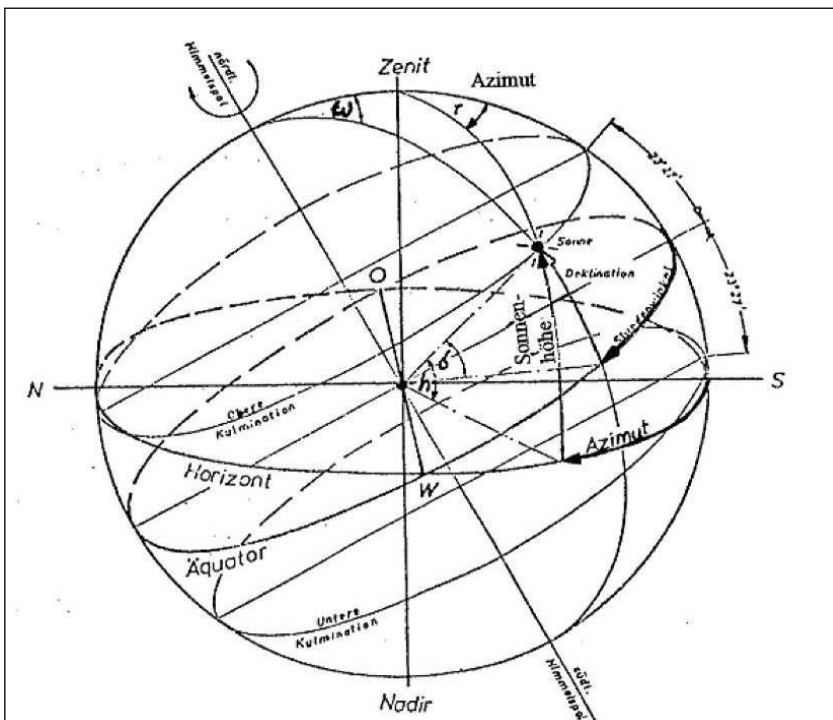 nördl.
Himmelspol
Zenit
Azimut
ω
τ
23°27'
Sonne
Deklination
23°27'
O
Stundenwinkel
Sonnen-
höhe
δ
h
N
S
Obere
Kulmination
Azimut
Horizont
W
Äquator
Untere
Kulmination
südl.
Himmelspol
Nadir